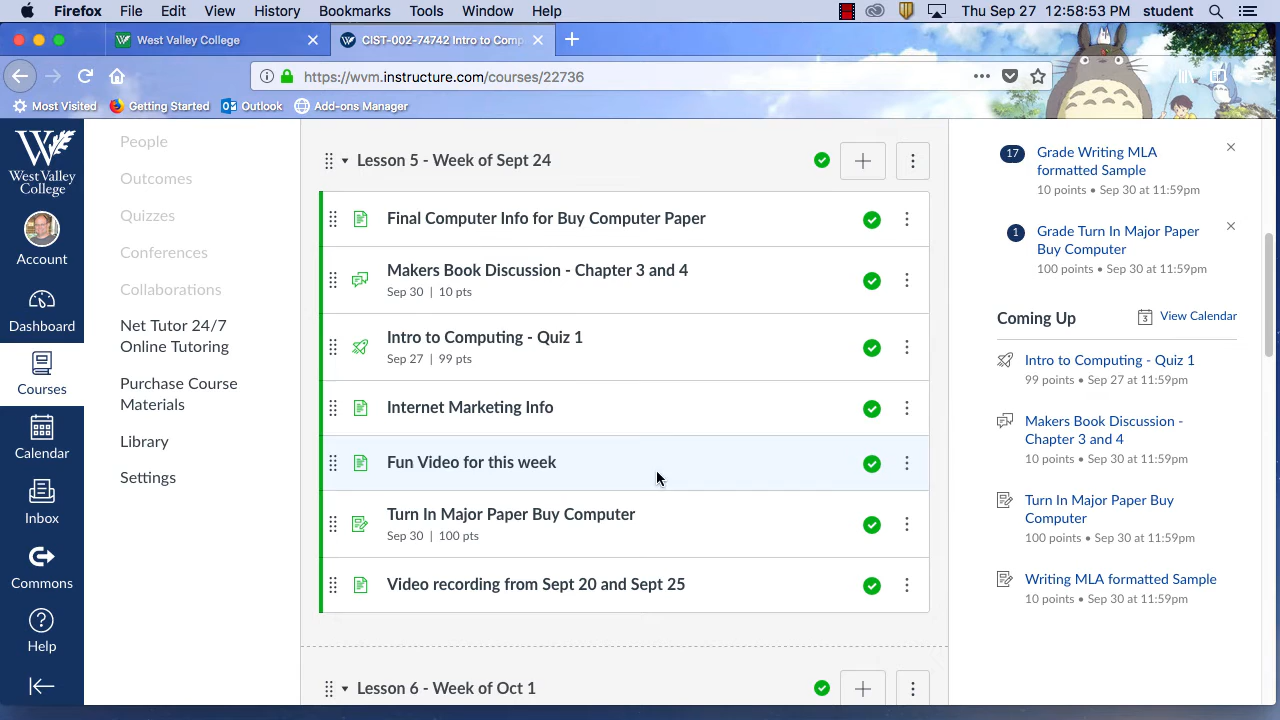 Firefox File Edit View History Bookmarks Tools Window Help Thu Sep 27 12:58:53 PM student
West Valley College
CIST-002-74742 Intro to Comp
https://wvm.instructure.com/courses/22736
Most Visited Getting Started Outlook Add-ons Manager
West Valley College
Account
Dashboard
Courses
Calendar
Inbox
Commons
Help
People
Outcomes
Quizzes
Conferences
Collaborations
Net Tutor 24/7
Online Tutoring
Purchase Course
Materials
Library
Settings
Lesson 5 - Week of Sept 24
Final Computer Info for Buy Computer Paper
Makers Book Discussion - Chapter 3 and 4
Sep 30 | 10 pts
Intro to Computing - Quiz 1
Sep 27 | 99 pts
Internet Marketing Info
Fun Video for this week
Turn In Major Paper Buy Computer
Sep 30 | 100 pts
Video recording from Sept 20 and Sept 25
Lesson 6 - Week of Oct 1
17
Grade Writing MLA
formatted Sample
10 points • Sep 30 at 11:59pm
1
Grade Turn In Major Paper
Buy Computer
100 points • Sep 30 at 11:59pm
Coming Up
3
View Calendar
Intro to Computing - Quiz 1
99 points • Sep 27 at 11:59pm
Makers Book Discussion -
Chapter 3 and 4
10 points • Sep 30 at 11:59pm
Turn In Major Paper Buy
Computer
100 points • Sep 30 at 11:59pm
Writing MLA formatted Sample
10 points • Sep 30 at 11:59pm